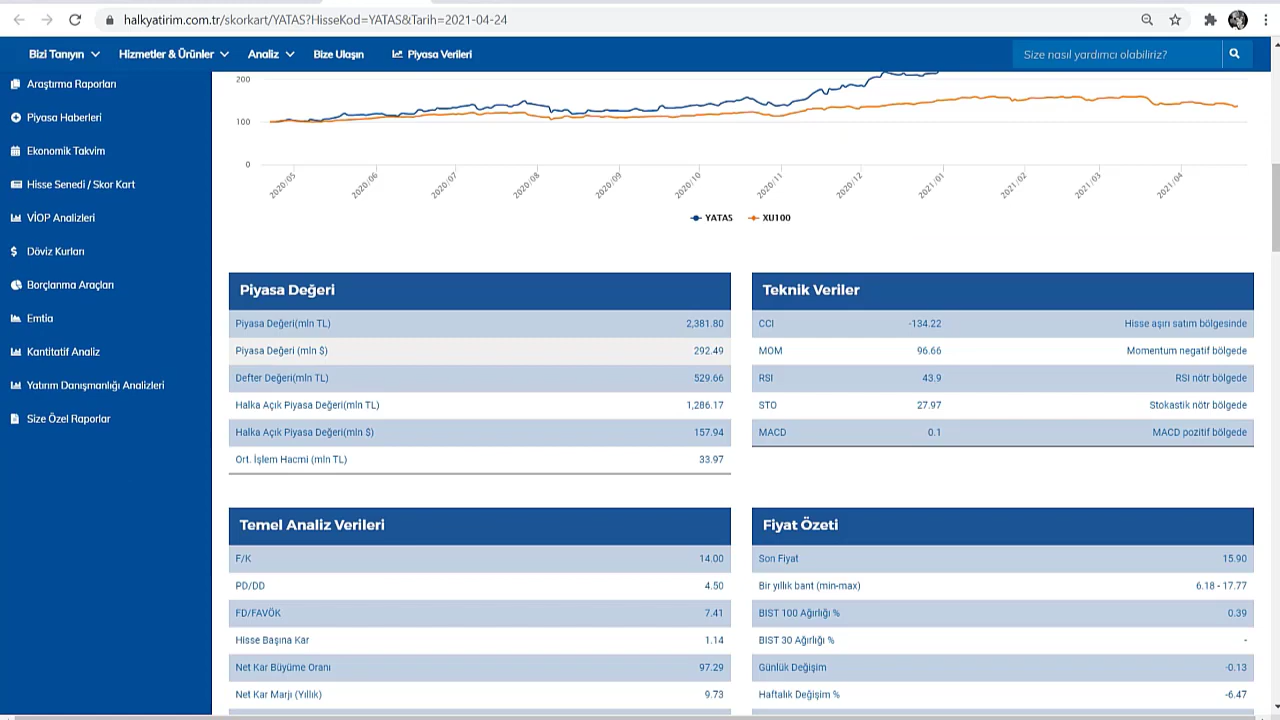 halkyatirim.com.tr/skorkart/YATAS?HisseKod=YATAS&Tarih=2021-04-24
Bizi Tanıyın Hizmetler & Ürünler Analiz Bize Ulaşın Piyasa Verileri Size nasıl yardımcı olabiliriz?
Araştırma Raporları
Piyasa Haberleri
Ekonomik Takvim
Hisse Senedi / Skor Kart
VİOP Analizleri
Döviz Kurları
Borçlanma Araçları
Emtia
Kantitatif Analiz
Yatırım Danışmanlığı Analizleri
Size Özel Raporlar
200
100
0
2020/05 2020/06 2020/07 2020/08 2020/09 2020/10 2020/11 2020/12 2021/01 2021/02 2021/03 2021/04
YATAS XU100
Piyasa Değeri
Piyasa Değeri(mln TL) 2,381.80
Piyasa Değeri (mln $) 292.49
Defter Değeri(mln TL) 529.66
Halka Açık Piyasa Değeri(mln TL) 1,286.17
Halka Açık Piyasa Değeri(mln $) 157.94
Ort. İşlem Hacmi (mln TL) 33.97
Teknik Veriler
CCI -134.22 Hisse aşırı satım bölgesinde
MOM 96.66 Momentum negatif bölgede
RSI 43.9 RSI nötr bölgede
STO 27.97 Stokastik nötr bölgede
MACD 0.1 MACD pozitif bölgede
Temel Analiz Verileri
F/K 14.00
PD/DD 4.50
FD/FAVÖK 7.41
Hisse Başına Kar 1.14
Net Kar Büyüme Oranı 97.29
Net Kar Marjı (Yıllık) 9.73
Fiyat Özeti
Son Fiyat 15.90
Bir yıllık bant (min-max) 6.18 - 17.77
BIST 100 Ağırlığı % 0.39
BIST 30 Ağırlığı % -
Günlük Değişim -0.13
Haftalık Değişim % -6.47